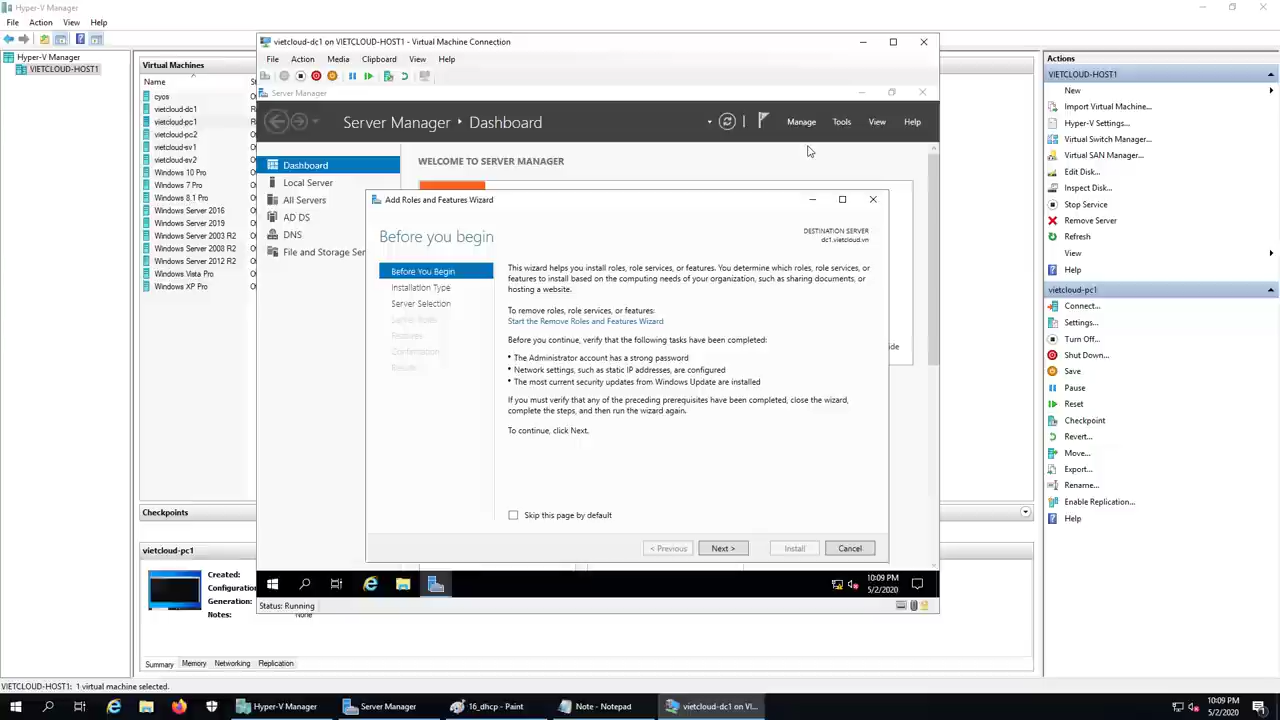 Hyper-V Manager
File Action View Help
Hyper-V Manager
VIETCLOUD-HOST1
Virtual Machines
Name
cyos
vietcloud-dc1
vietcloud-pc1
vietcloud-pc2
vietcloud-sv1
vietcloud-sv2
Windows 10 Pro
Windows 7 Pro
Windows 8.1 Pro
Windows Server 2016
Windows Server 2019
Windows Server 2003 R2
Windows Server 2008 R2
Windows Server 2012 R2
Windows Vista Pro
Windows XP Pro
Checkpoints
vietcloud-pc1
Created:
Configuration
Generation:
Notes: None
Summary Memory Networking Replication
vietcloud-dc1 on VIETCLOUD-HOST1 - Virtual Machine Connection
File Action Media Clipboard View Help
Server Manager
Server Manager ‣ Dashboard
Manage Tools View Help
Dashboard
Local Server
All Servers
AD DS
DNS
File and Storage Ser
WELCOME TO SERVER MANAGER
Add Roles and Features Wizard
Before you begin
DESTINATION SERVER
dc1.vietcloud.vn
Before You Begin
Installation Type
Server Selection
Server Roles
Features
Confirmation
Results
This wizard helps you install roles, role services, or features. You determine which roles, role services, or
features to install based on the computing needs of your organization, such as sharing documents, or
hosting a website.
To remove roles, role services, or features:
Start the Remove Roles and Features Wizard
Before you continue, verify that the following tasks have been completed:
• The Administrator account has a strong password
• Network settings, such as static IP addresses, are configured
• The most current security updates from Windows Update are installed
If you must verify that any of the preceding prerequisites have been completed, close the wizard,
complete the steps, and then run the wizard again.
To continue, click Next.
Skip this page by default
< Previous Next > Install Cancel
ide
10:09 PM
5/2/2020
Status: Running
Actions
VIETCLOUD-HOST1
New
Import Virtual Machine...
Hyper-V Settings...
Virtual Switch Manager...
Virtual SAN Manager...
Edit Disk...
Inspect Disk...
Stop Service
Remove Server
Refresh
View
Help
vietcloud-pc1
Connect...
Settings...
Turn Off...
Shut Down...
Save
Pause
Reset
Checkpoint
Revert...
Move...
Export...
Rename...
Enable Replication...
Help
VIETCLOUD-HOST1: 1 virtual machine selected.
Hyper-V Manager Server Manager 16_dhcp - Paint Note - Notepad vietcloud-dc1 on VI...
10:09 PM
5/2/2020